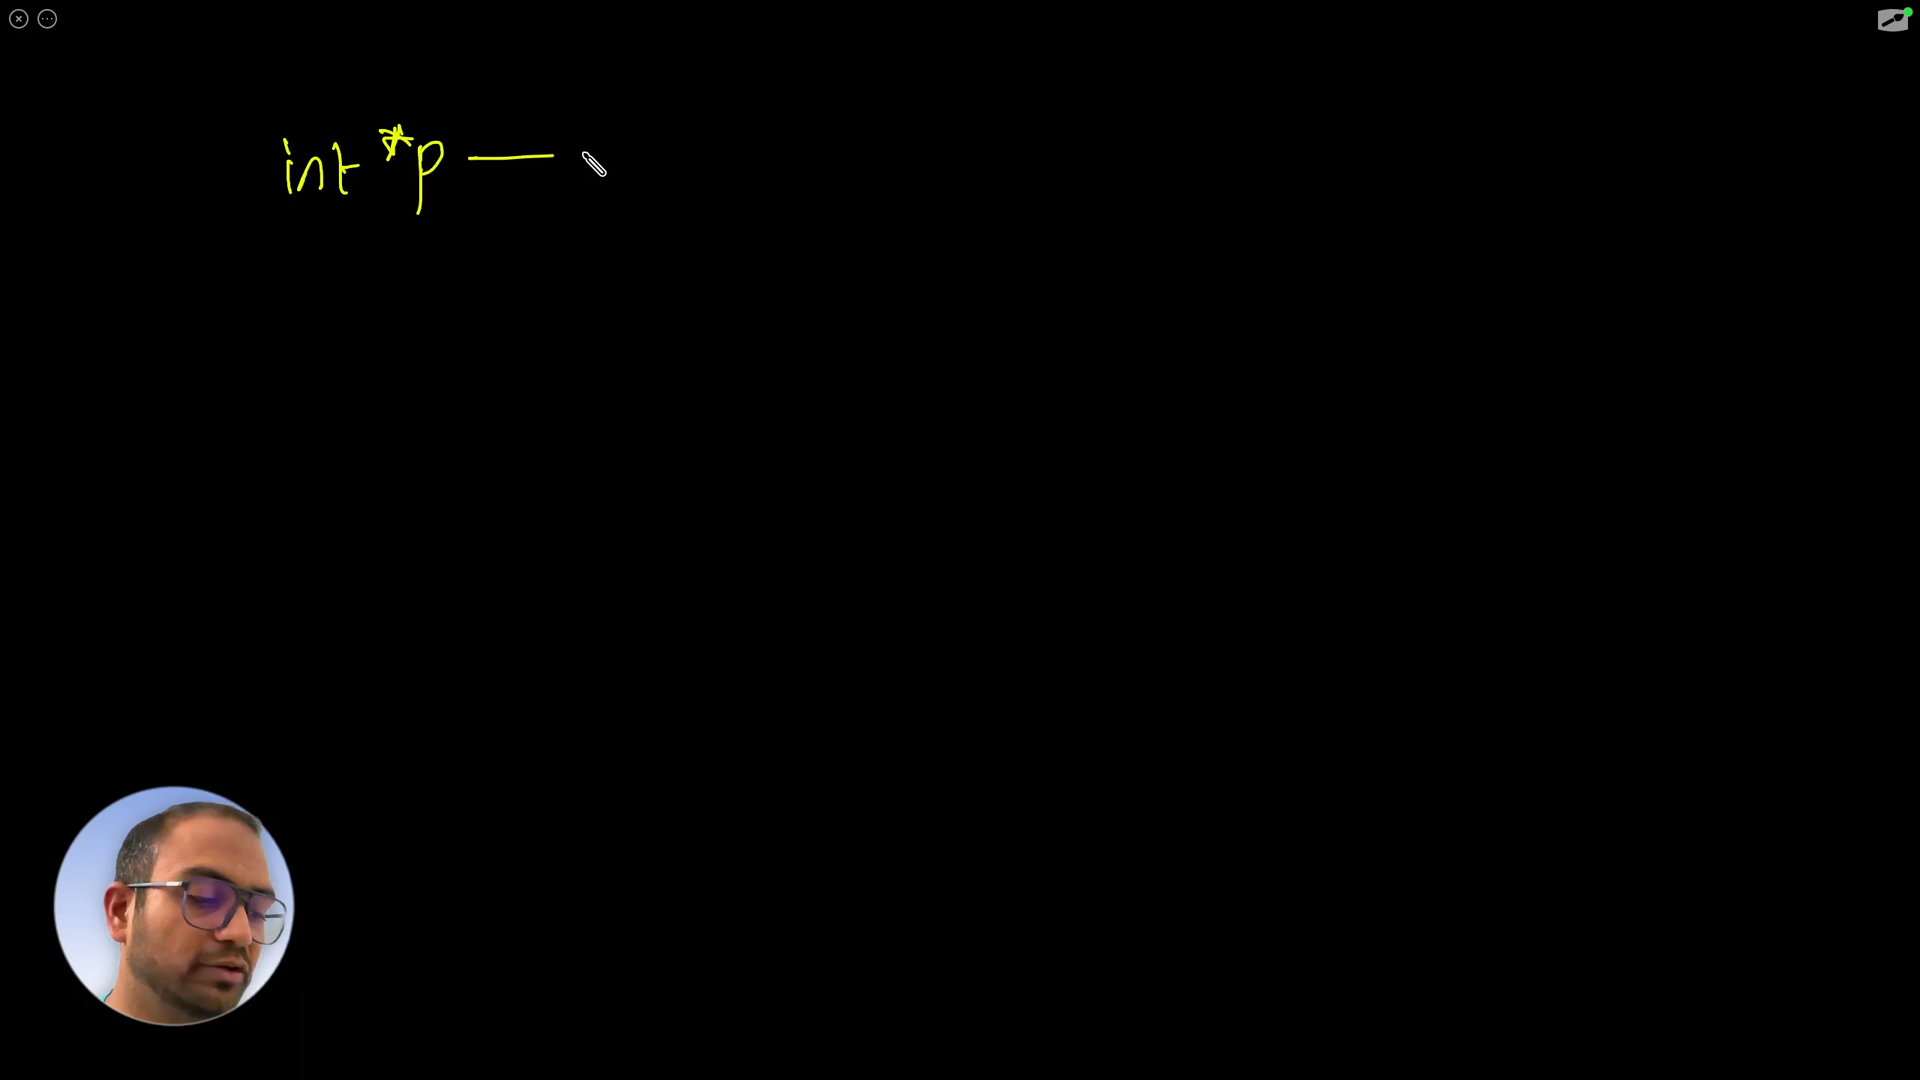 int *p —